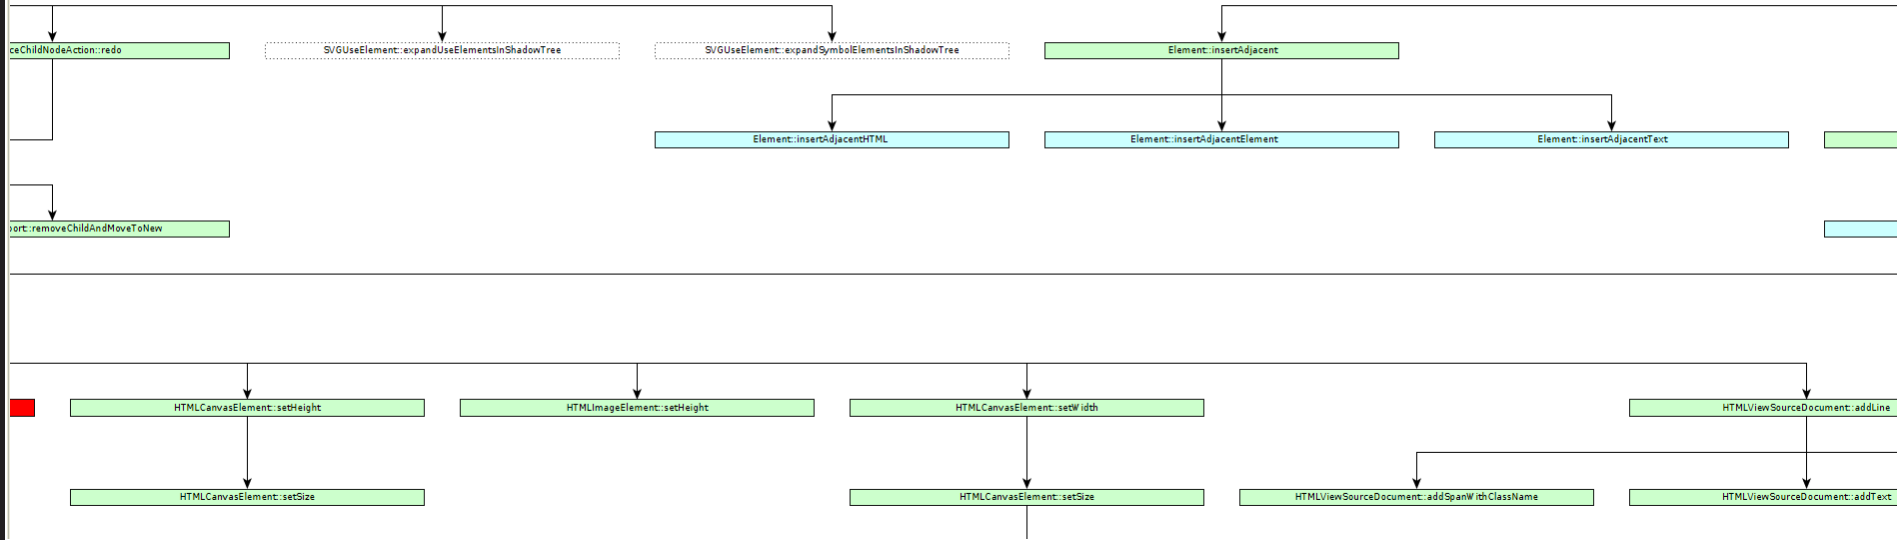 ceChildNodeAction::redo
SVGUseElement::expandUseElementsInShadowTree
SVGUseElement::expandSymbolElementsInShadowTree
Element::insertAdjacent
Element::insertAdjacentHTML
Element::insertAdjacentElement
Element::insertAdjacentText
port::removeChildAndMoveToNew
HTMLCanvasElement::setHeight
HTMLImageElement::setHeight
HTMLCanvasElement::setWidth
HTMLViewSourceDocument::addLine
HTMLCanvasElement::setSize
HTMLCanvasElement::setSize
HTMLViewSourceDocument::addSpanWithClassName
HTMLViewSourceDocument::addText